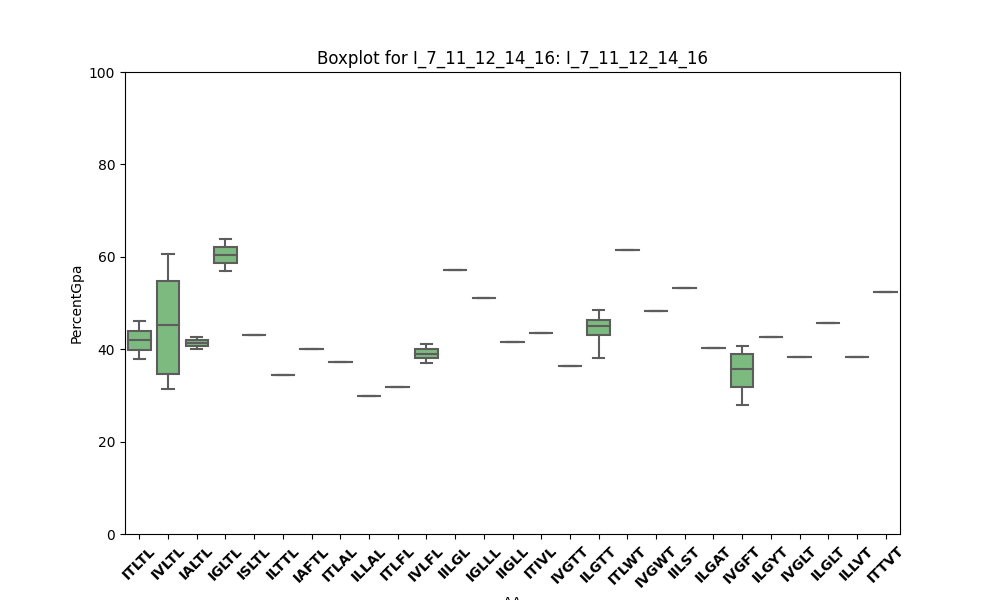 Boxplot for I_7_11_12_14_16: I_7_11_12_14_16
100
80
60
40
20
0
PercentGpa
ITLTL IVLTL IALTL IGLTL ISLTL ILTTL IAFTL ITLAL ILLAL ITLFL IVLFL IILGL IGLLL IIGLL ITIVL IVGTT ILGTT ITLWT IVGWT IILST ILGAT IVGFT ILGYT IVGLT ILGLT ILLVT ITTVT